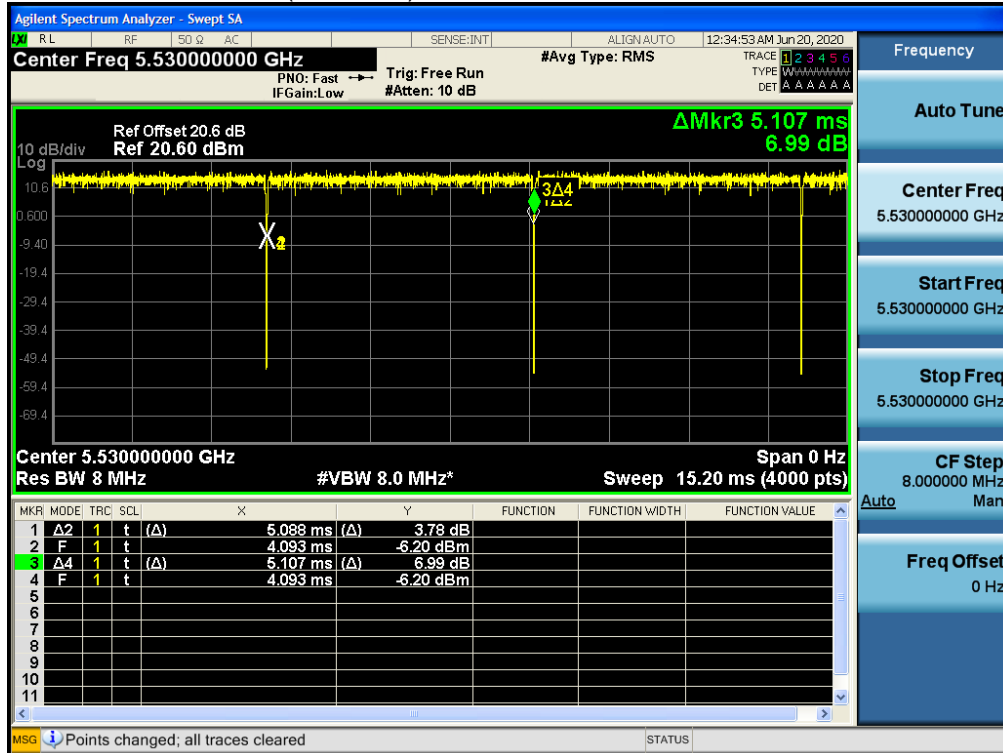 Agilent Spectrum Analyzer - Swept SA
LXI RL RF 50 Ω AC SENSE:INT ALIGN AUTO 12:34:53 AM Jun 20, 2020
Center Freq 5.530000000 GHz #Avg Type: RMS TRACE 1 2 3 4 5 6
PNO: Fast Trig: Free Run TYPE WWWWWW
IFGain:Low #Atten: 10 dB DET A A A A A A
ΔMkr3 5.107 ms
6.99 dB
Ref Offset 20.6 dB
10 dB/div Ref 20.60 dBm
Log
10.6
0.600
-9.40
-19.4
-29.4
-39.4
-49.4
-59.4
-69.4
3Δ4
1Δ2
X
Center 5.530000000 GHz Span 0 Hz
Res BW 8 MHz #VBW 8.0 MHz* Sweep 15.20 ms (4000 pts)
MKR MODE TRC SCL X Y FUNCTION FUNCTION WIDTH FUNCTION VALUE
1 Δ2 1 t (Δ) 5.088 ms (Δ) 3.78 dB
2 F 1 t 4.093 ms -6.20 dBm
3 Δ4 1 t (Δ) 5.107 ms (Δ) 6.99 dB
4 F 1 t 4.093 ms -6.20 dBm
5
6
7
8
9
10
11
MSG Points changed; all traces cleared STATUS
Frequency
Auto Tune
Center Freq
5.530000000 GHz
Start Freq
5.530000000 GHz
Stop Freq
5.530000000 GHz
CF Step
8.000000 MHz
Auto Man
Freq Offset
0 Hz